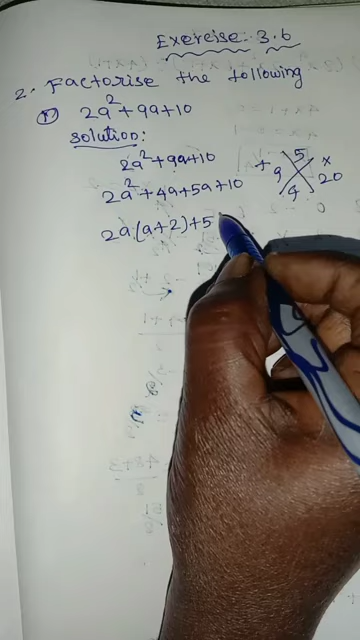 Exercise: 3.6
2. Factorise the following
2a²+9a+10
Solution:
2a²+9a+10
2a²+4a+5a+10
2a(a+2)+5
+ 5 x
9 20
4